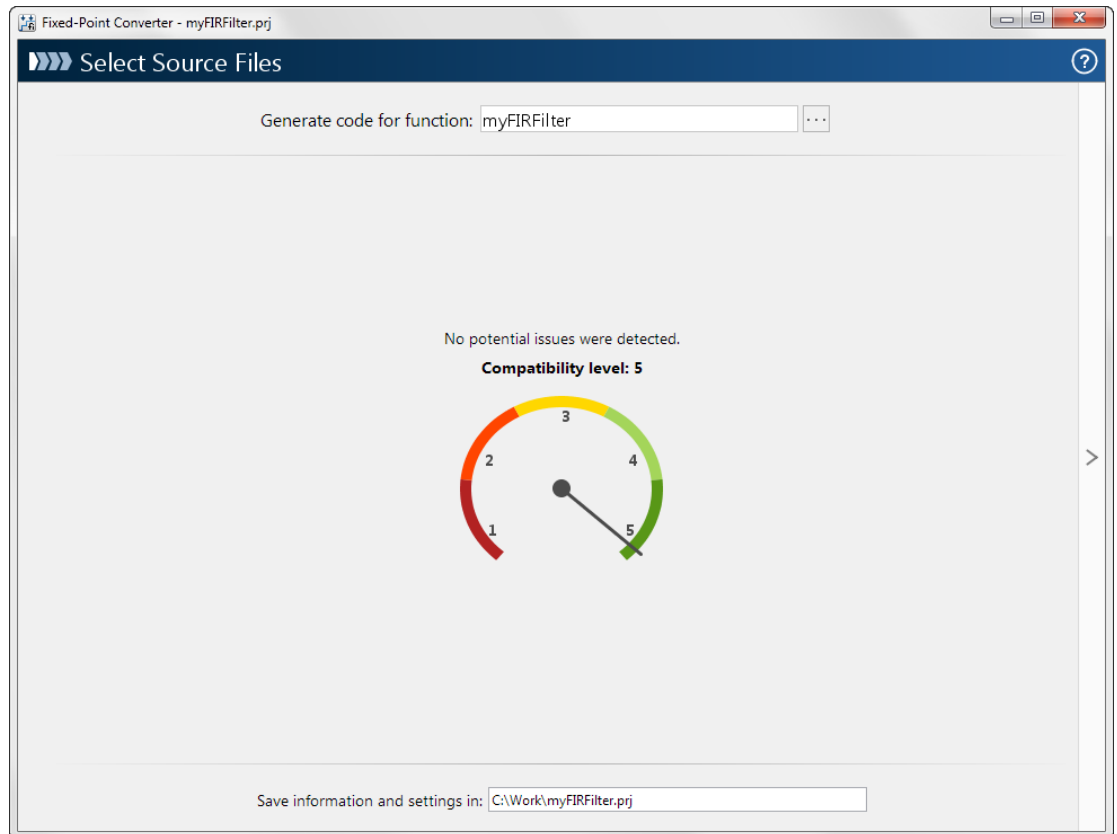 Fixed-Point Converter - myFIRFilter.prj
Select Source Files
?
Generate code for function: myFIRFilter ...
No potential issues were detected.
Compatibility level: 5
3
2 4
1 5
>
Save information and settings in: C:\Work\myFIRFilter.prj